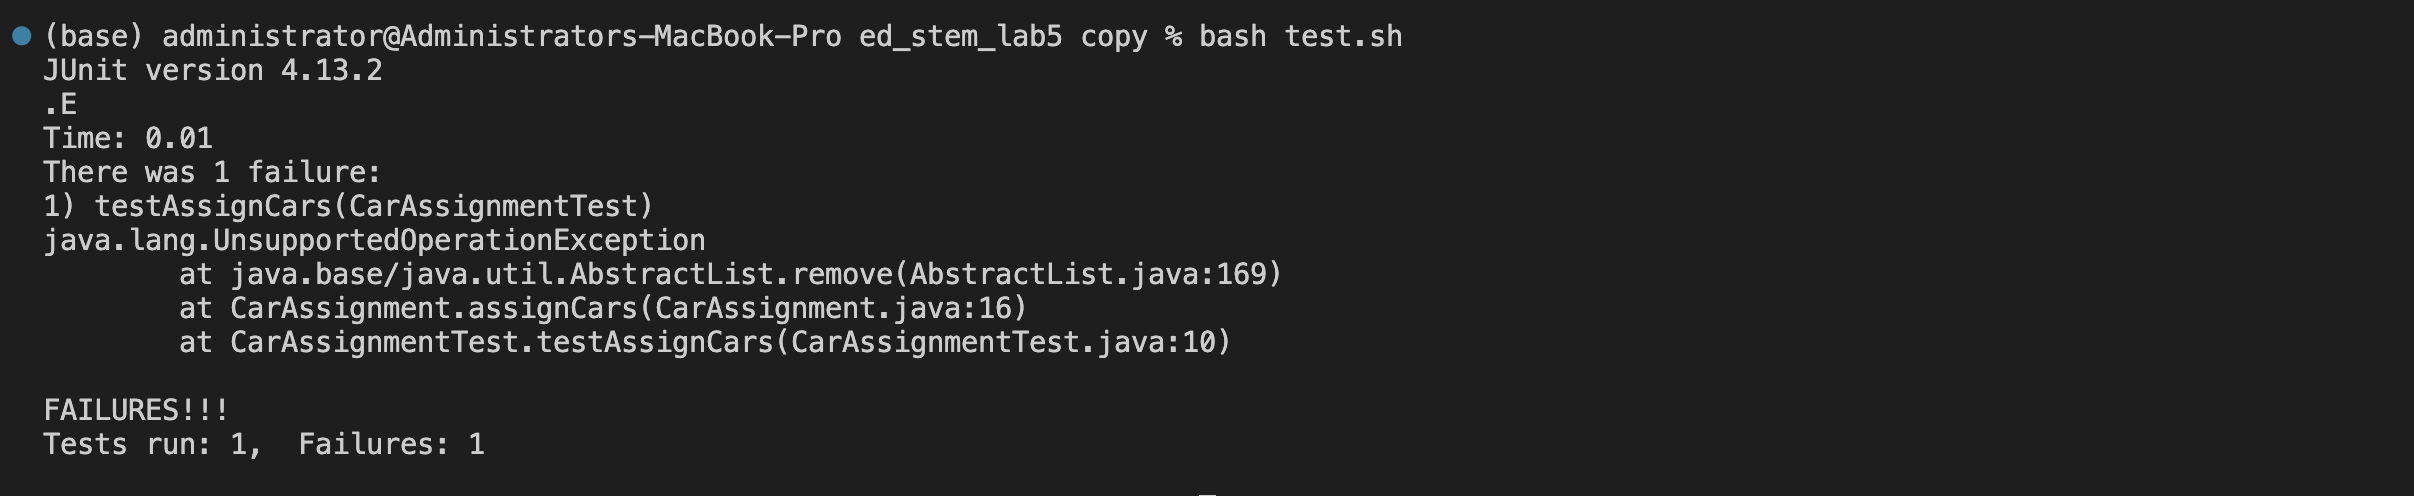 (base) administrator@Administrators-MacBook-Pro ed_stem_lab5 copy % bash test.sh
JUnit version 4.13.2
.E
Time: 0.01
There was 1 failure:
1) testAssignCars(CarAssignmentTest)
java.lang.UnsupportedOperationException
        at java.base/java.util.AbstractList.remove(AbstractList.java:169)
        at CarAssignment.assignCars(CarAssignment.java:16)
        at CarAssignmentTest.testAssignCars(CarAssignmentTest.java:10)

FAILURES!!!
Tests run: 1,  Failures: 1